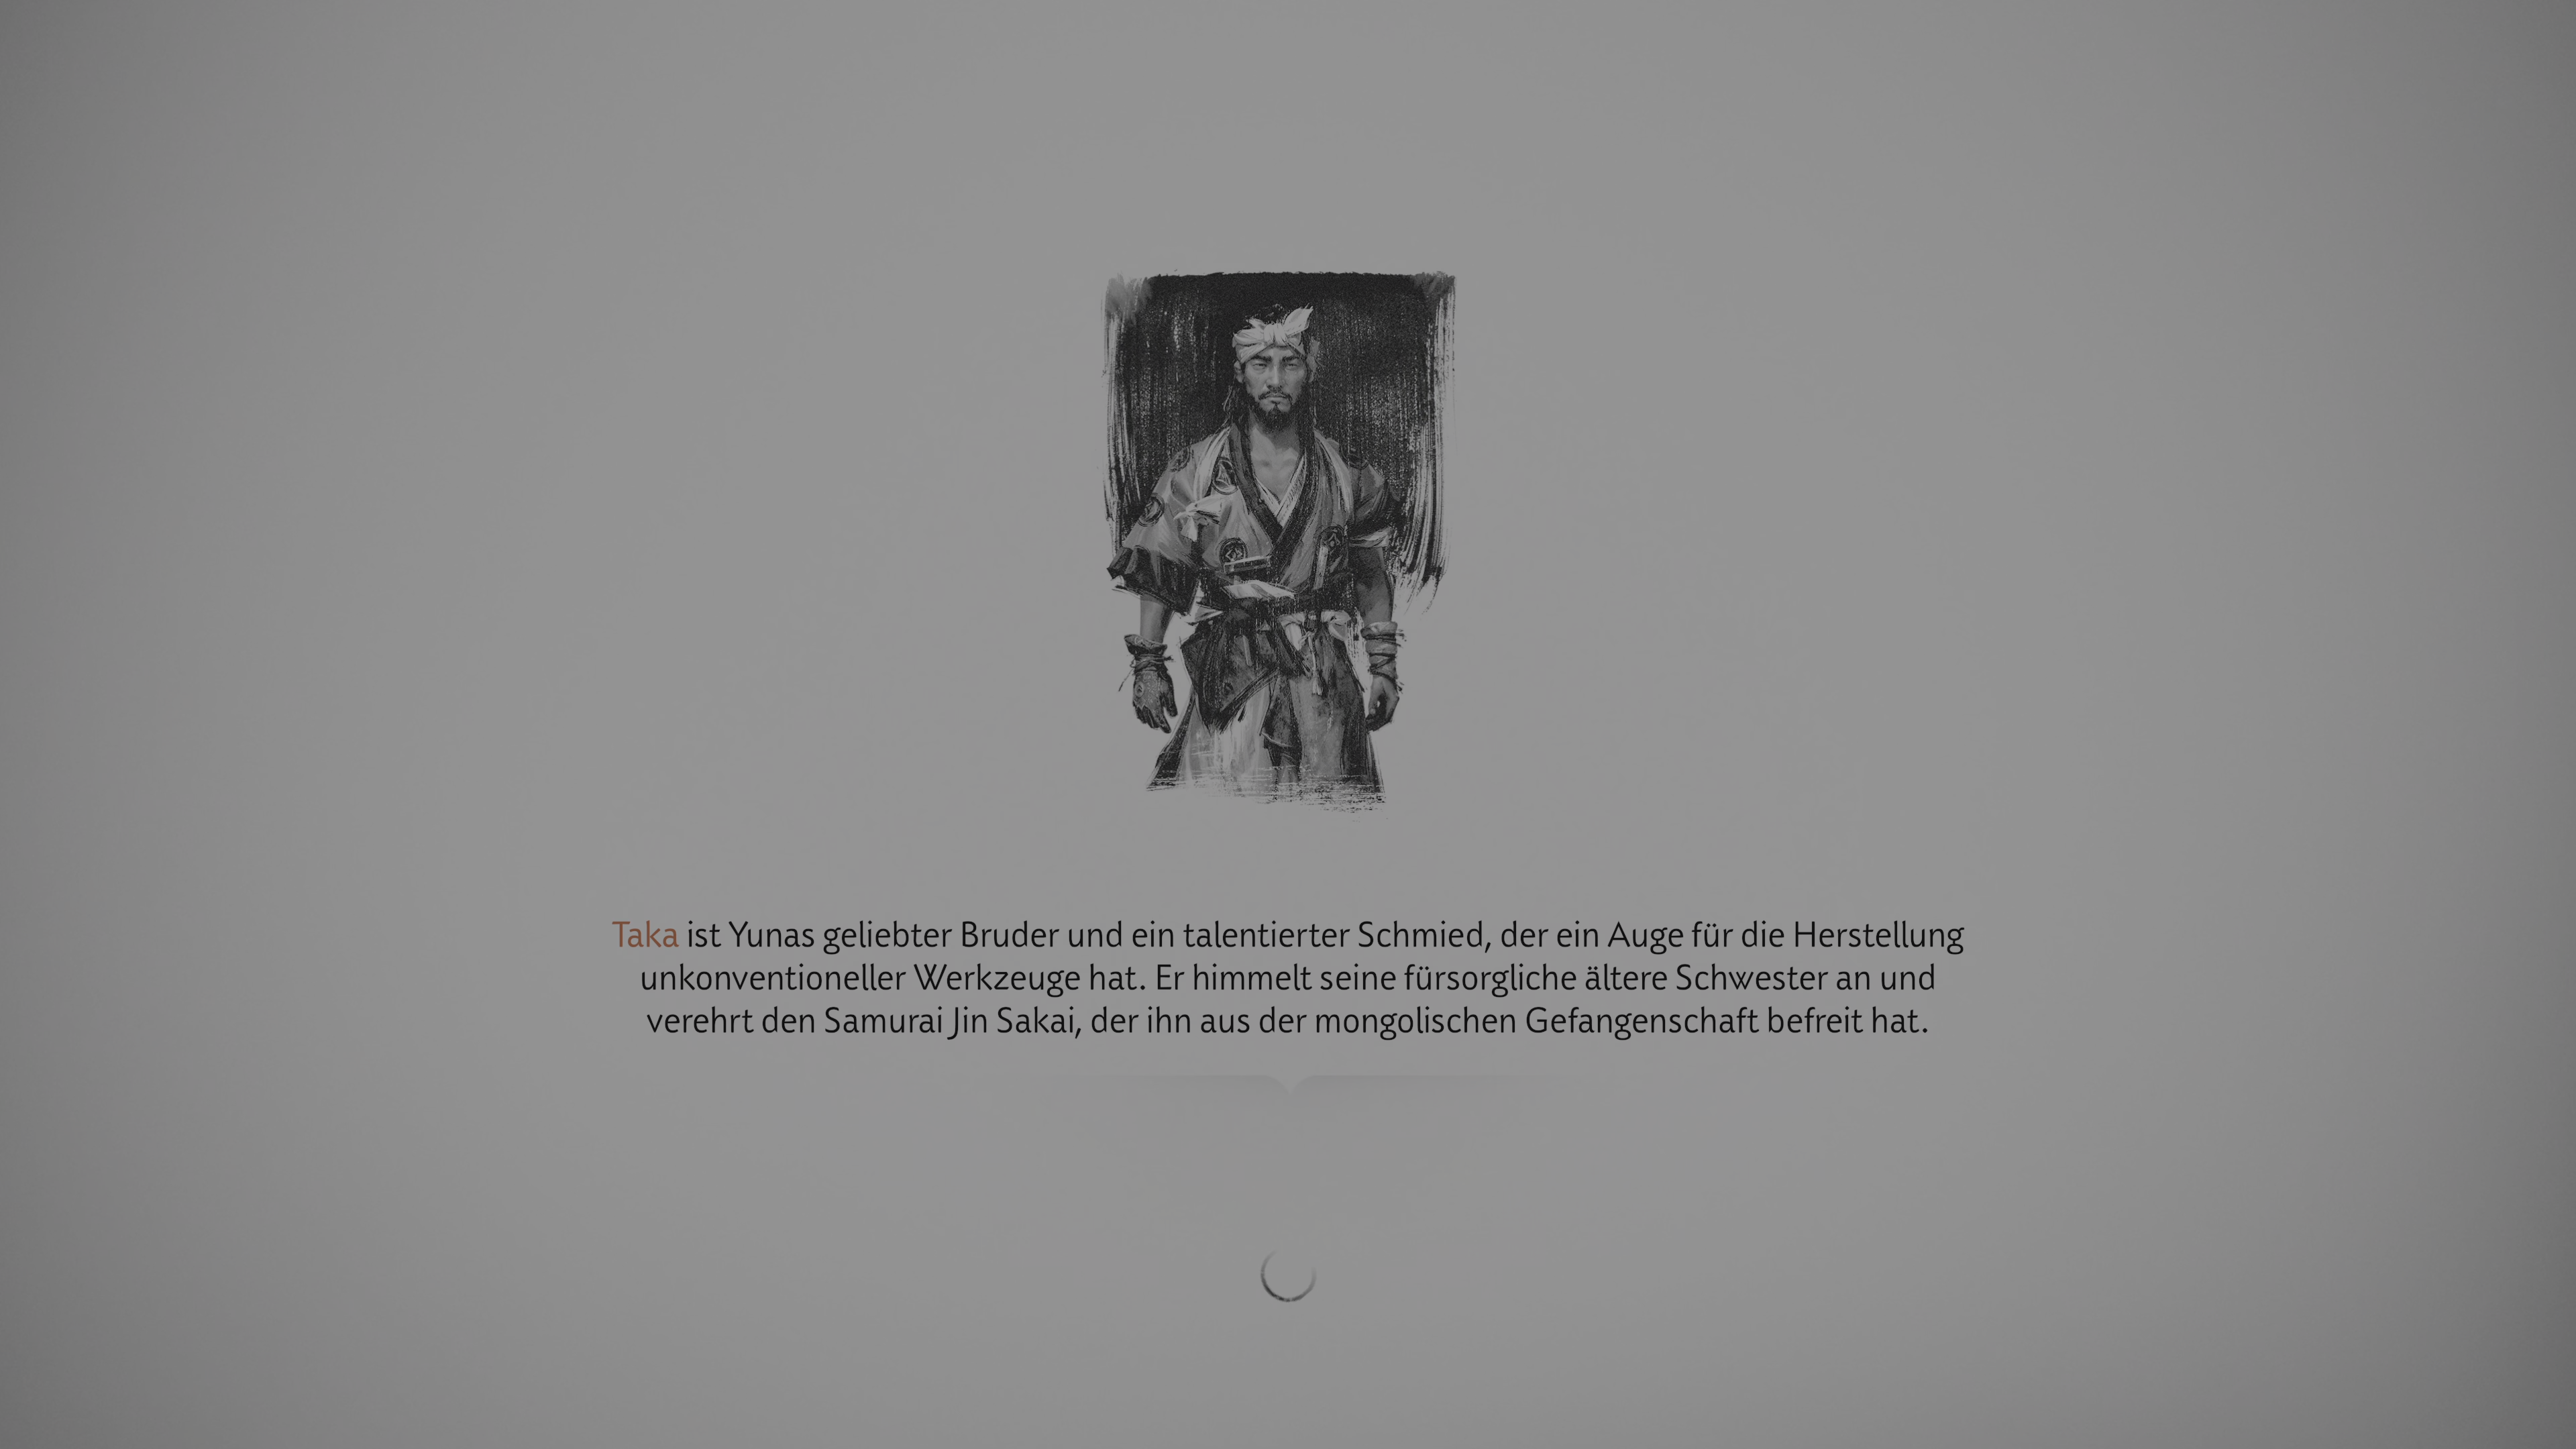 Taka ist Yunas geliebter Bruder und ein talentierter Schmied, der ein Auge für die Herstellung
unkonventioneller Werkzeuge hat. Er himmelt seine fürsorgliche ältere Schwester an und
verehrt den Samurai Jin Sakai, der ihn aus der mongolischen Gefangenschaft befreit hat.